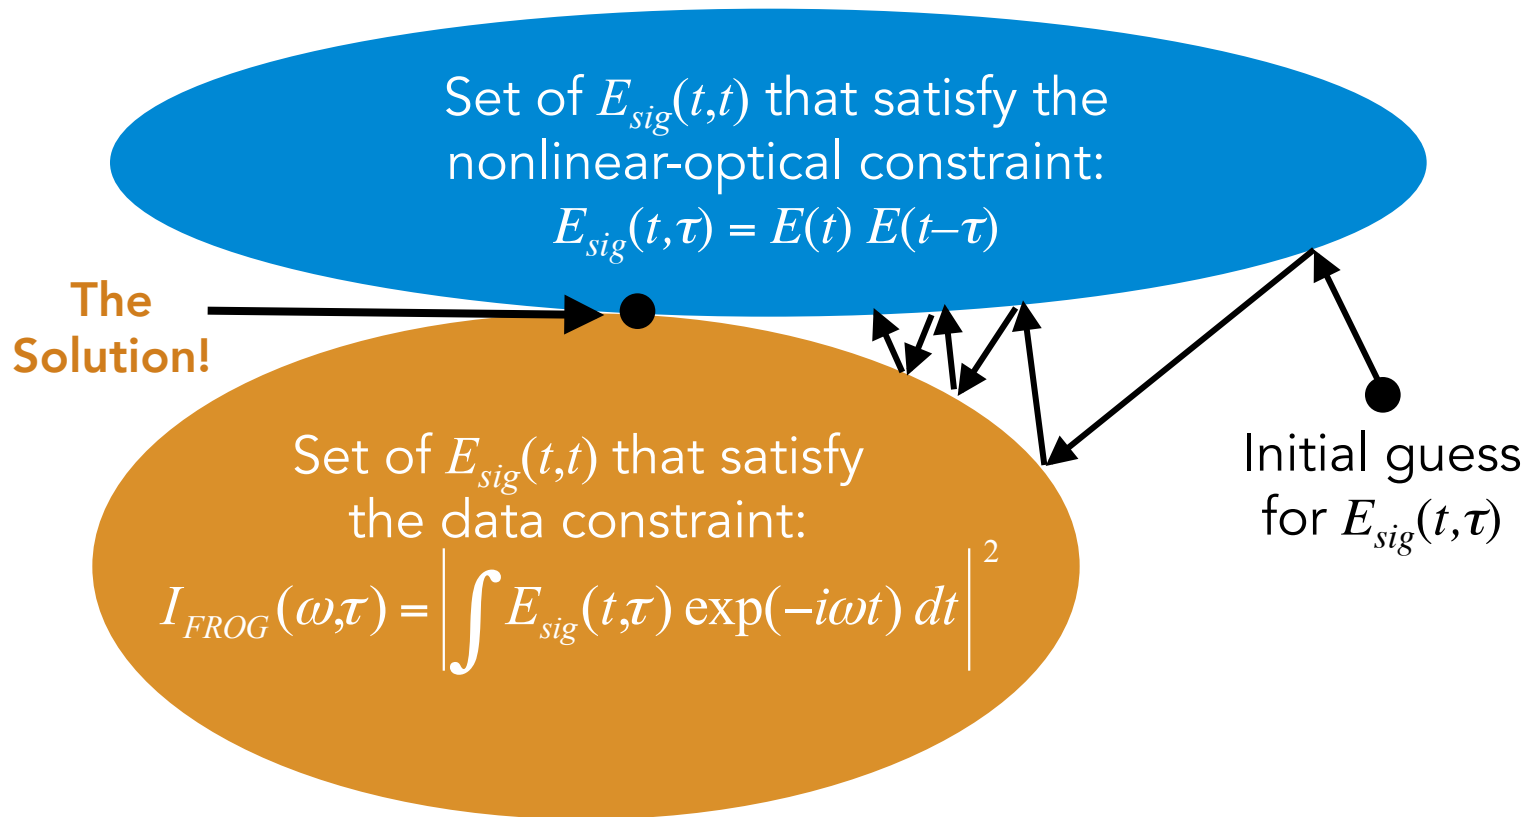 Set of E_sig(t,t) that satisfy the
nonlinear-optical constraint:
E_sig(t,τ) = E(t) E(t–τ)
The
Solution!
Set of E_sig(t,t) that satisfy
the data constraint:
I_FROG(ω,τ) = |∫ E_sig(t,τ) exp(−iωt) dt|²
Initial guess
for E_sig(t,τ)